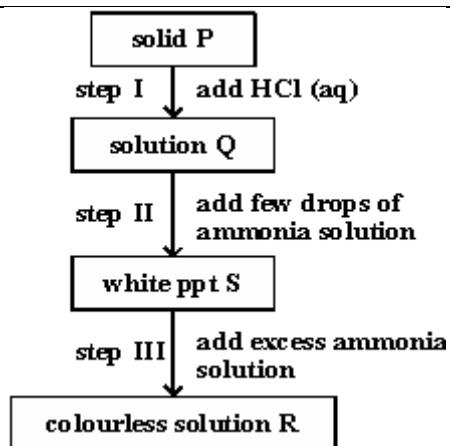 solid P
step I add HCl (aq)
solution Q
step II add few drops of
ammonia solution
white ppt S
step III add excess ammonia
solution
colourless solution R